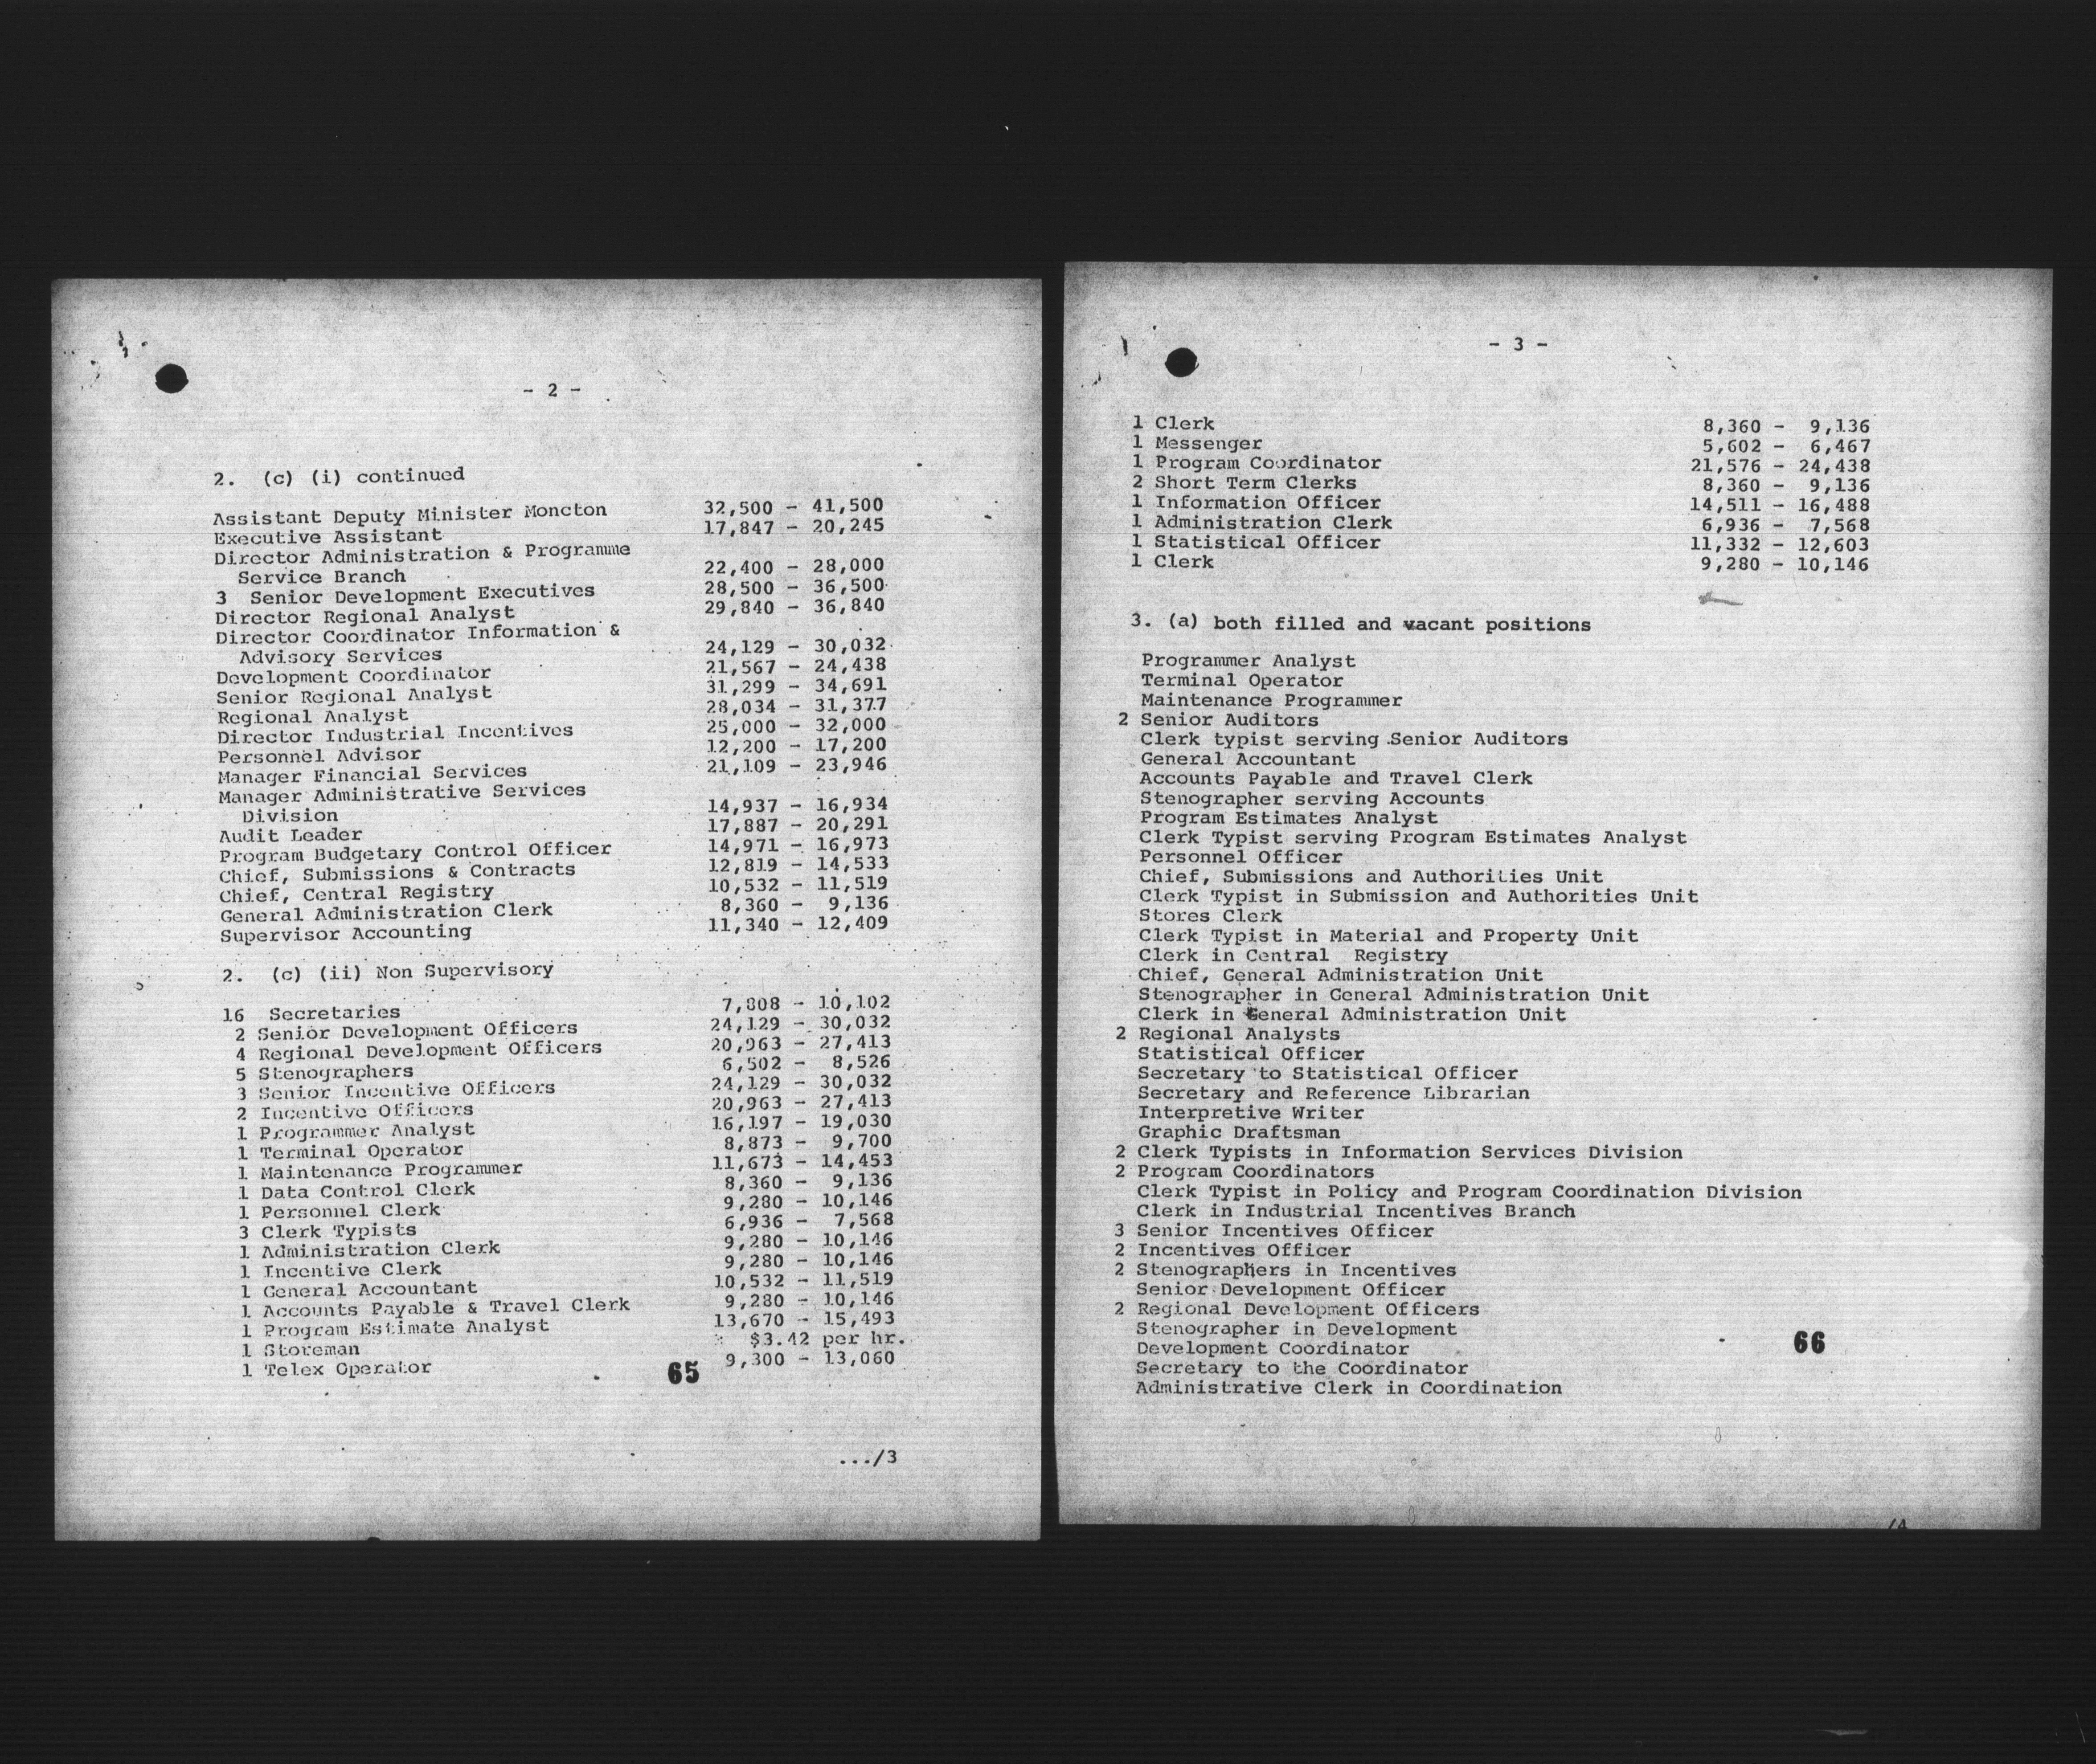 - 2 -
2. (c) (i) continued
Assistant Deputy Minister Moncton 32,500 - 41,500
Executive Assistant 17,847 - 20,245
Director Administration & Programme
Service Branch 22,400 - 28,000
3 Senior Development Executives 28,500 - 36,500
Director Regional Analyst 29,840 - 36,840
Director Coordinator Information &
Advisory Services 24,129 - 30,032
Development Coordinator 21,567 - 24,438
Senior Regional Analyst 31,299 - 34,691
Regional Analyst 28,034 - 31,377
Director Industrial Incentives 25,000 - 32,000
Personnel Advisor 12,200 - 17,200
Manager Financial Services 21,109 - 23,946
Manager Administrative Services
Division 14,937 - 16,934
Audit Leader 17,887 - 20,291
Program Budgetary Control Officer 14,971 - 16,973
Chief, Submissions & Contracts 12,819 - 14,533
Chief, Central Registry 10,532 - 11,519
General Administration Clerk 8,360 - 9,136
Supervisor Accounting 11,340 - 12,409
2. (c) (ii) Non Supervisory
16 Secretaries 7,808 - 10,102
2 Senior Development Officers 24,129 - 30,032
4 Regional Development Officers 20,963 - 27,413
5 Stenographers 6,502 - 8,526
3 Senior Incentive Officers 24,129 - 30,032
2 Incentive Officers 20,963 - 27,413
1 Programmer Analyst 16,197 - 19,030
1 Terminal Operator 8,873 - 9,700
1 Maintenance Programmer 11,673 - 14,453
1 Data Control Clerk 8,360 - 9,136
1 Personnel Clerk 9,280 - 10,146
3 Clerk Typists 6,936 - 7,568
1 Administration Clerk 9,280 - 10,146
1 Incentive Clerk 9,280 - 10,146
1 General Accountant 10,532 - 11,519
1 Accounts Payable & Travel Clerk 9,280 - 10,146
1 Program Estimate Analyst 13,670 - 15,493
1 Storeman $3.42 per hr.
1 Telex Operator 9,300 - 13,060
65
.../3
- 3 -
1 Clerk 8,360 - 9,136
1 Messenger 5,602 - 6,467
1 Program Coordinator 21,576 - 24,438
2 Short Term Clerks 8,360 - 9,136
1 Information Officer 14,511 - 16,488
1 Administration Clerk 6,936 - 7,568
1 Statistical Officer 11,332 - 12,603
1 Clerk 9,280 - 10,146
3. (a) both filled and vacant positions
Programmer Analyst
Terminal Operator
Maintenance Programmer
2 Senior Auditors
Clerk typist serving Senior Auditors
General Accountant
Accounts Payable and Travel Clerk
Stenographer serving Accounts
Program Estimates Analyst
Clerk Typist serving Program Estimates Analyst
Personnel Officer
Chief, Submissions and Authorities Unit
Clerk Typist in Submission and Authorities Unit
Stores Clerk
Clerk Typist in Material and Property Unit
Clerk in Central Registry
Chief, General Administration Unit
Stenographer in General Administration Unit
Clerk in General Administration Unit
2 Regional Analysts
Statistical Officer
Secretary to Statistical Officer
Secretary and Reference Librarian
Interpretive Writer
Graphic Draftsman
2 Clerk Typists in Information Services Division
2 Program Coordinators
Clerk Typist in Policy and Program Coordination Division
Clerk in Industrial Incentives Branch
3 Senior Incentives Officer
2 Incentives Officer
2 Stenographers in Incentives
Senior Development Officer
2 Regional Development Officers
Stenographer in Development
Development Coordinator
Secretary to the Coordinator
Administrative Clerk in Coordination
66